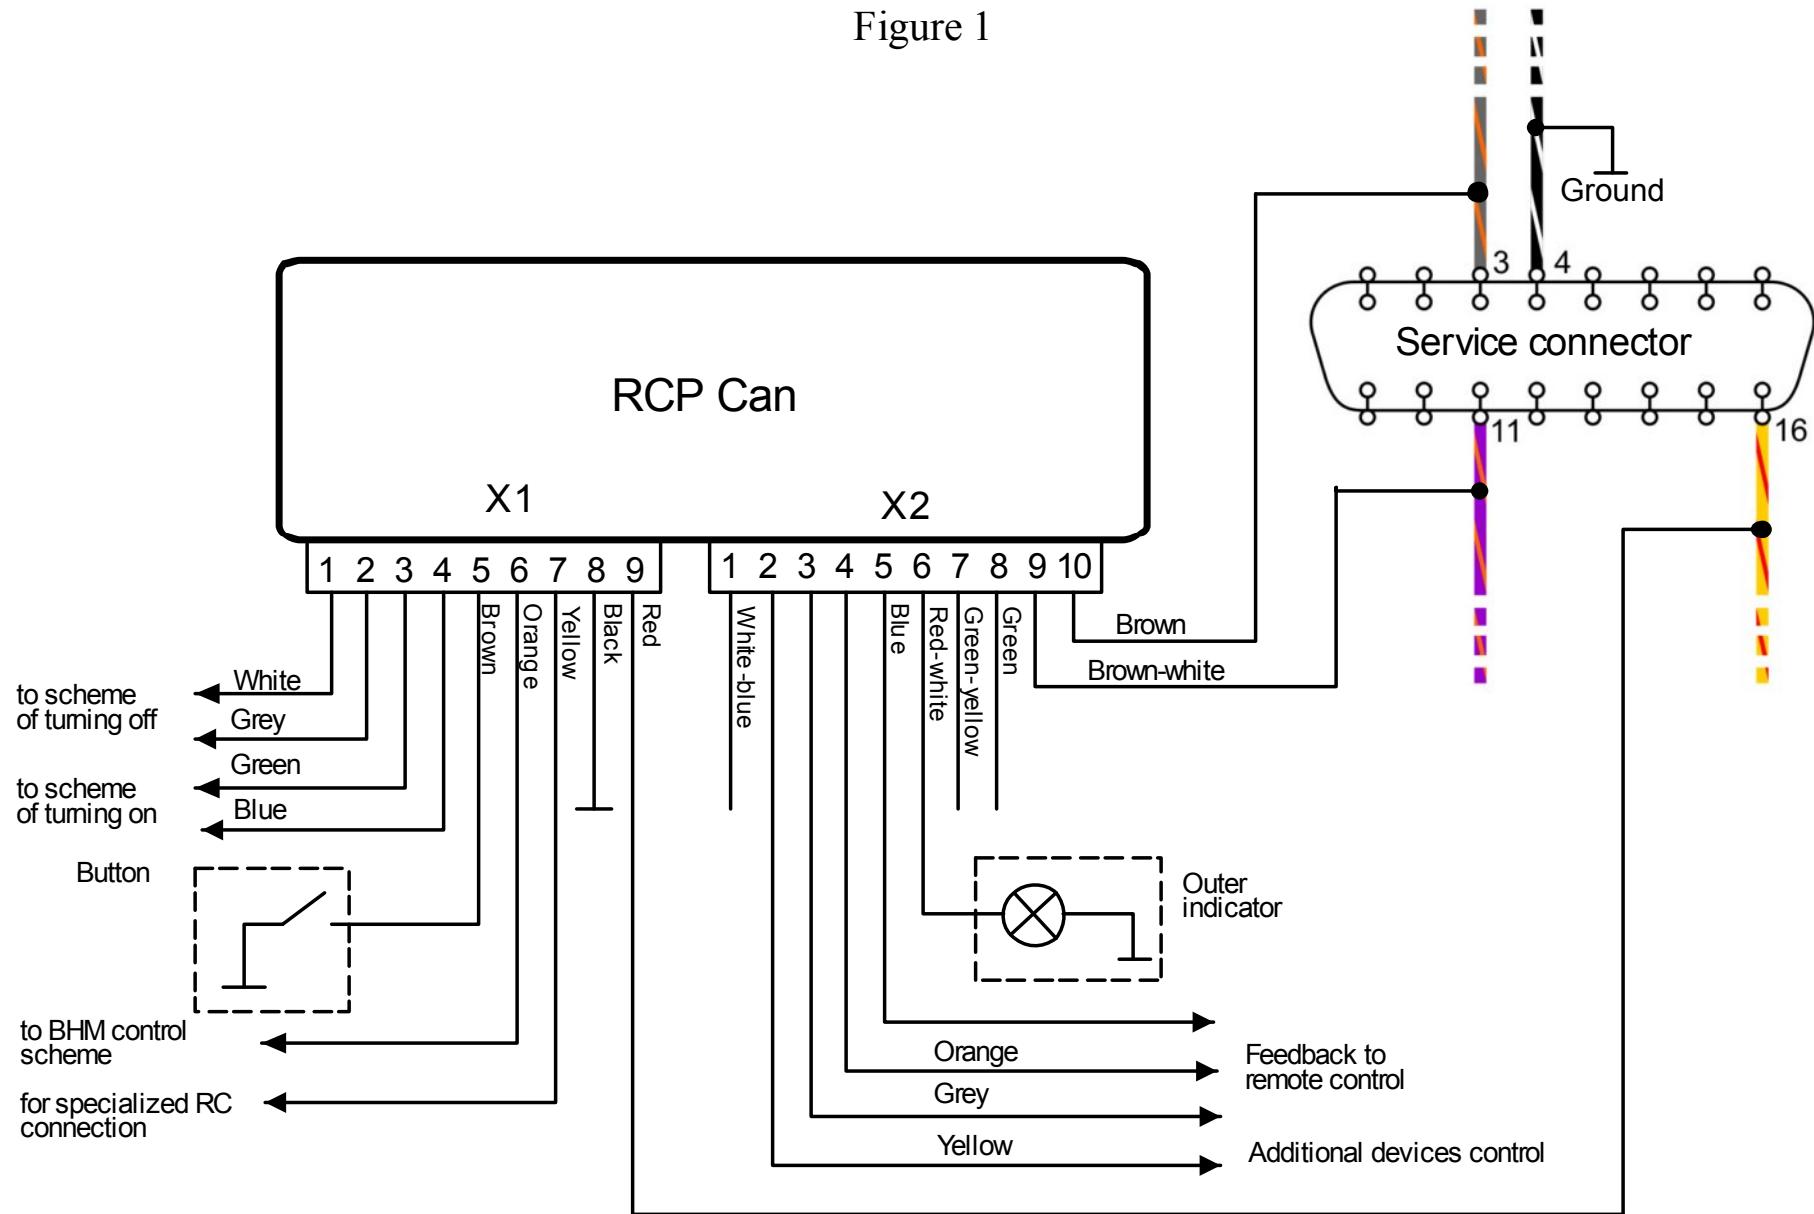 Figure 1
Ground
3 4
Service connector
11
16
RCP Can
X1
X2
1 2 3 4 5 6 7 8 9
1 2 3 4 5 6 7 8 9 10
Brown
Orange
Yellow
Black
Red
White-blue
Blue
Red-white
Green-yellow
Green
Brown
Brown-white
to scheme
of turning off
White
Grey
to scheme
of turning on
Green
Blue
Button
Outer
indicator
to BHM control
scheme
for specialized RC
connection
Orange
Grey
Yellow
Feedback to
remote control
Additional devices control